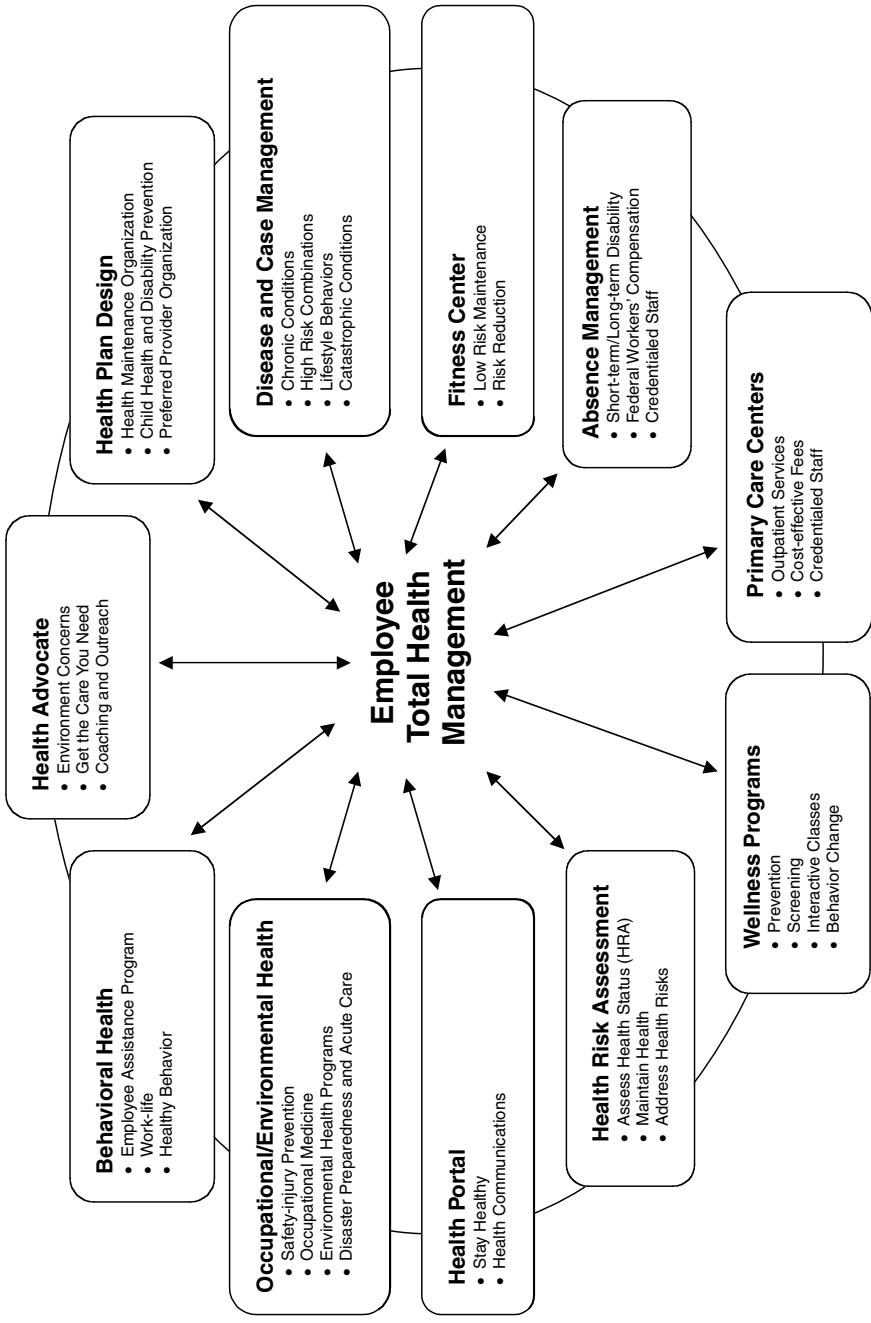 Health Advocate
• Environment Concerns
• Get the Care You Need
• Coaching and Outreach
Health Plan Design
• Health Maintenance Organization
• Child Health and Disability Prevention
• Preferred Provider Organization
Disease and Case Management
• Chronic Conditions
• High Risk Combinations
• Lifestyle Behaviors
• Catastrophic Conditions
Fitness Center
• Low Risk Maintenance
• Risk Reduction
Absence Management
• Short-term/Long-term Disability
• Federal Workers’ Compensation
• Credentialed Staff
Primary Care Centers
• Outpatient Services
• Cost-effective Fees
• Credentialed Staff
Wellness Programs
• Prevention
• Screening
• Interactive Classes
• Behavior Change
Health Risk Assessment
• Assess Health Status (HRA)
• Maintain Health
• Address Health Risks
Health Portal
• Stay Healthy
• Health Communications
Occupational/Environmental Health
• Safety-injury Prevention
• Occupational Medicine
• Environmental Health Programs
• Disaster Preparedness and Acute Care
Behavioral Health
• Employee Assistance Program
• Work-life
• Healthy Behavior
Employee
Total Health
Management